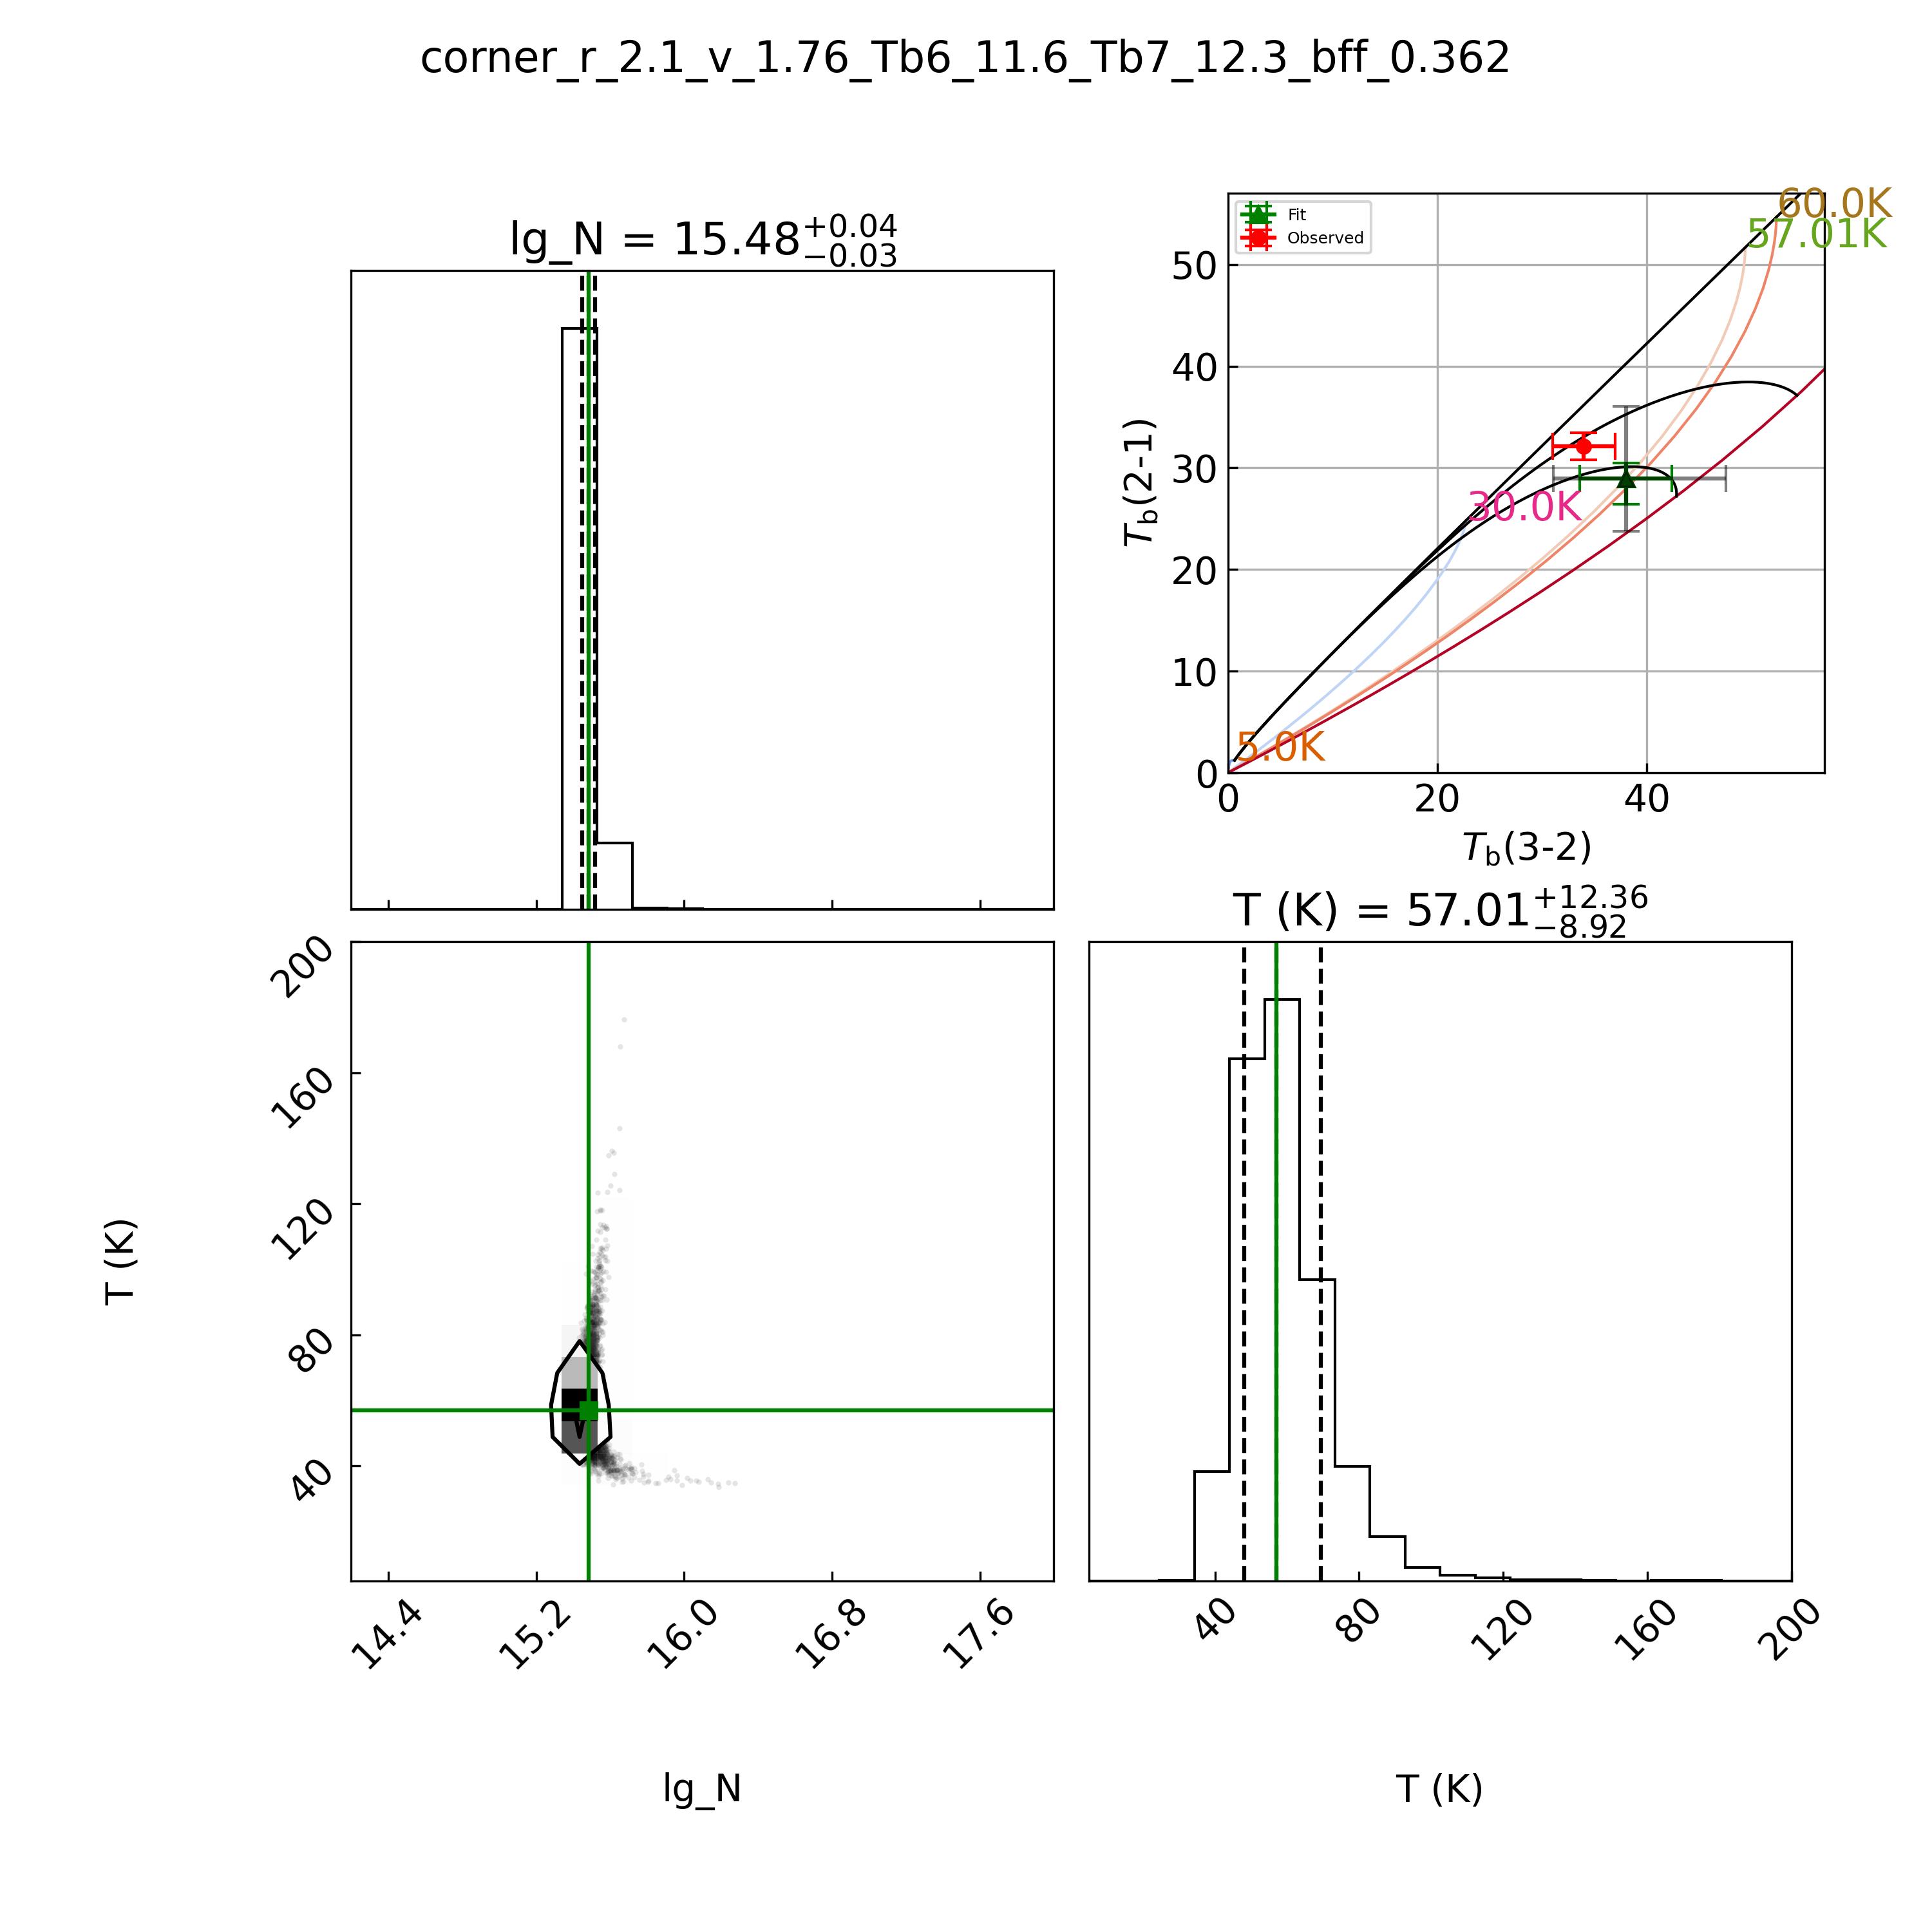 corner_r_2.1_v_1.76_Tb6_11.6_Tb7_12.3_bff_0.362
lg_N = 15.48+0.04−0.03
Fit
Observed
60.0K
57.01K
30.0K
5.0K
50
40
30
20
10
0
Tb(2-1)
0 20 40
Tb(3-2)
T (K) = 57.01+12.36−8.92
200
160
120
80
40
T (K)
14.4 15.2 16.0 16.8 17.6
lg_N
40 80 120 160 200
T (K)